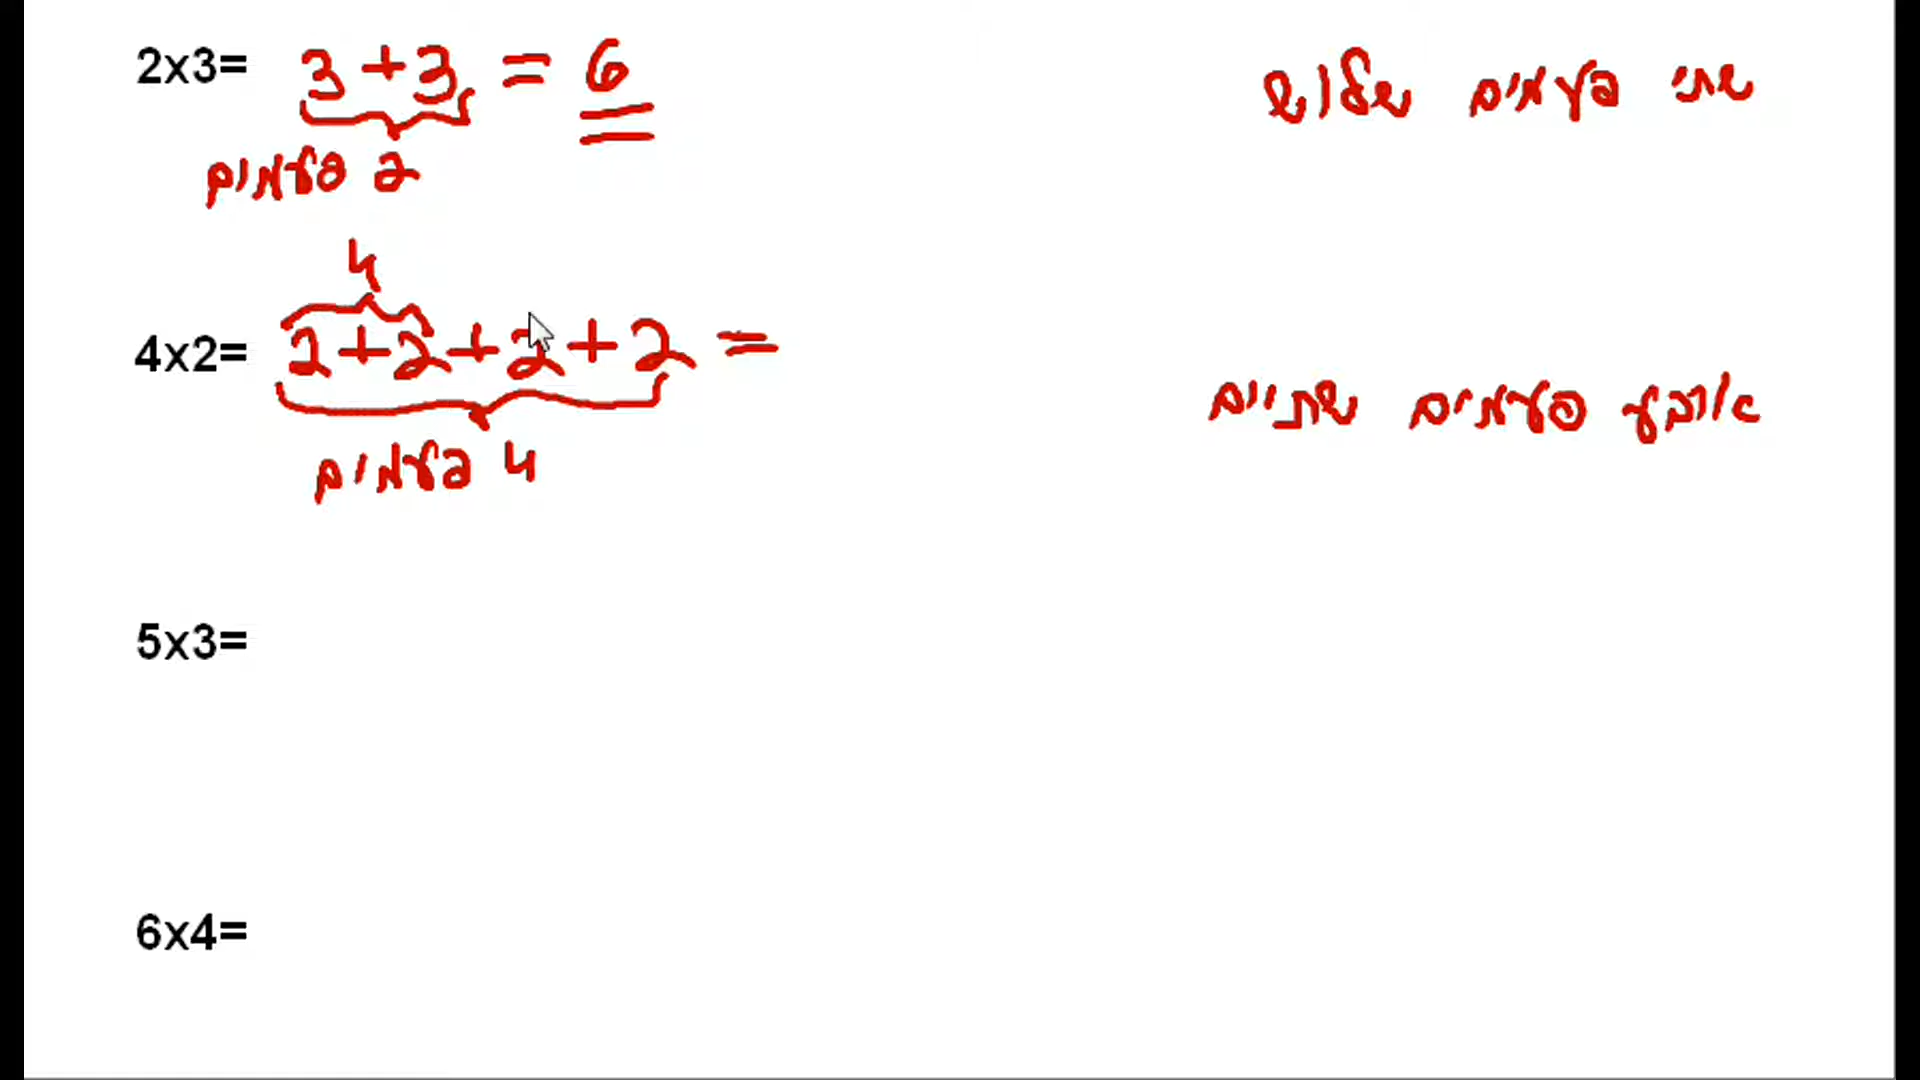 2x3= 3+3 = 6 שתי פעמים שלוש
2 פעמים
4
4x2= 2+2+2+2 =
ארבע פעמים שתיים
4 פעמים
5x3=
6x4=